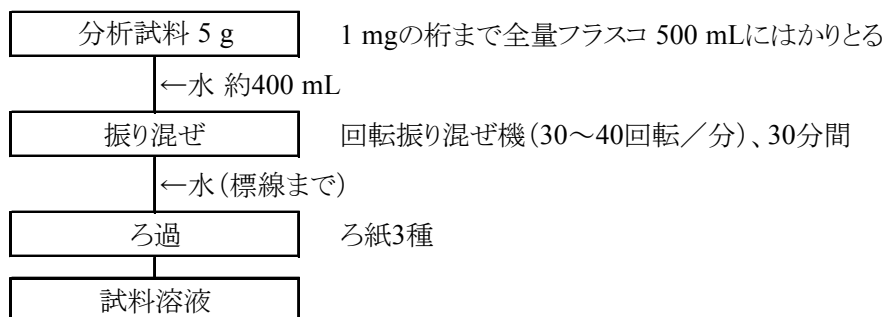 分析試料 5 g 1 mgの桁まで全量フラスコ 500 mLにはかりとる
←水 約400 mL
振り混ぜ 回転振り混ぜ機(30～40回転／分)、30分間
←水(標線まで)
ろ過 ろ紙3種
試料溶液